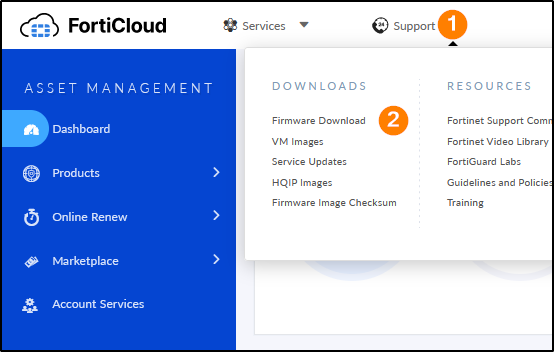 FortiCloud
Services
Support
1
ASSET MANAGEMENT
Dashboard
Products
Online Renew
Marketplace
Account Services
DOWNLOADS
Firmware Download
2
VM Images
Service Updates
HQIP Images
Firmware Image Checksum
RESOURCES
Fortinet Support Comm
Fortinet Video Library
FortiGuard Labs
Guidelines and Policies
Training